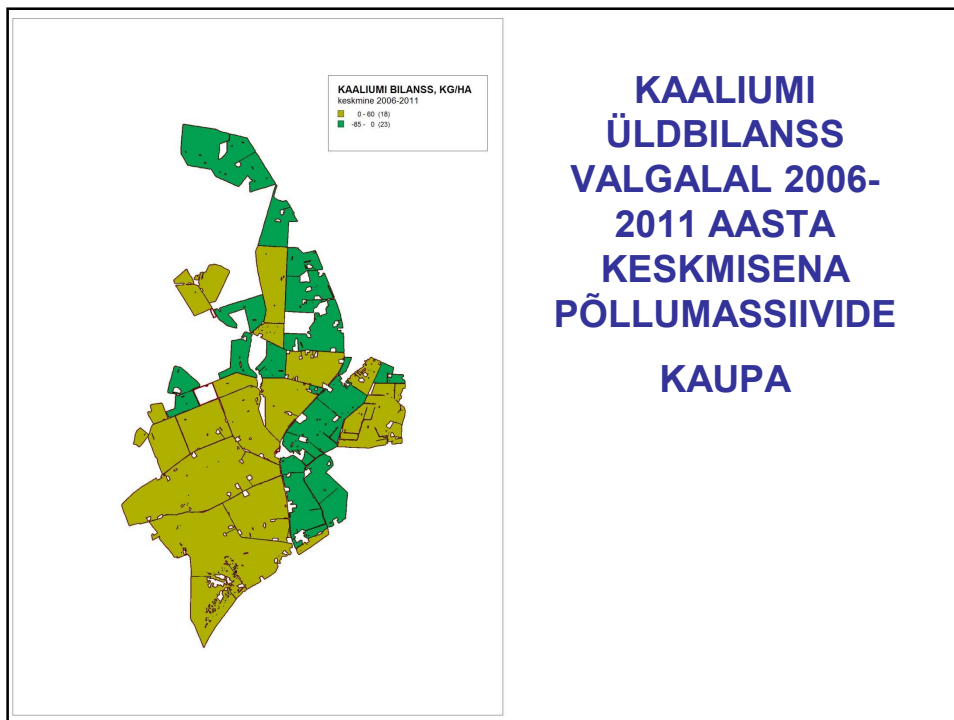 KAALIUMI BILANSS, KG/HA
keskmine 2006-2011
0 - 60 (18)
-85 - 0 (23)
KAALIUMI
ÜLDBILANSS
VALGALAL 2006-
2011 AASTA
KESKMISENA
PÕLLUMASSIIVIDE
KAUPA